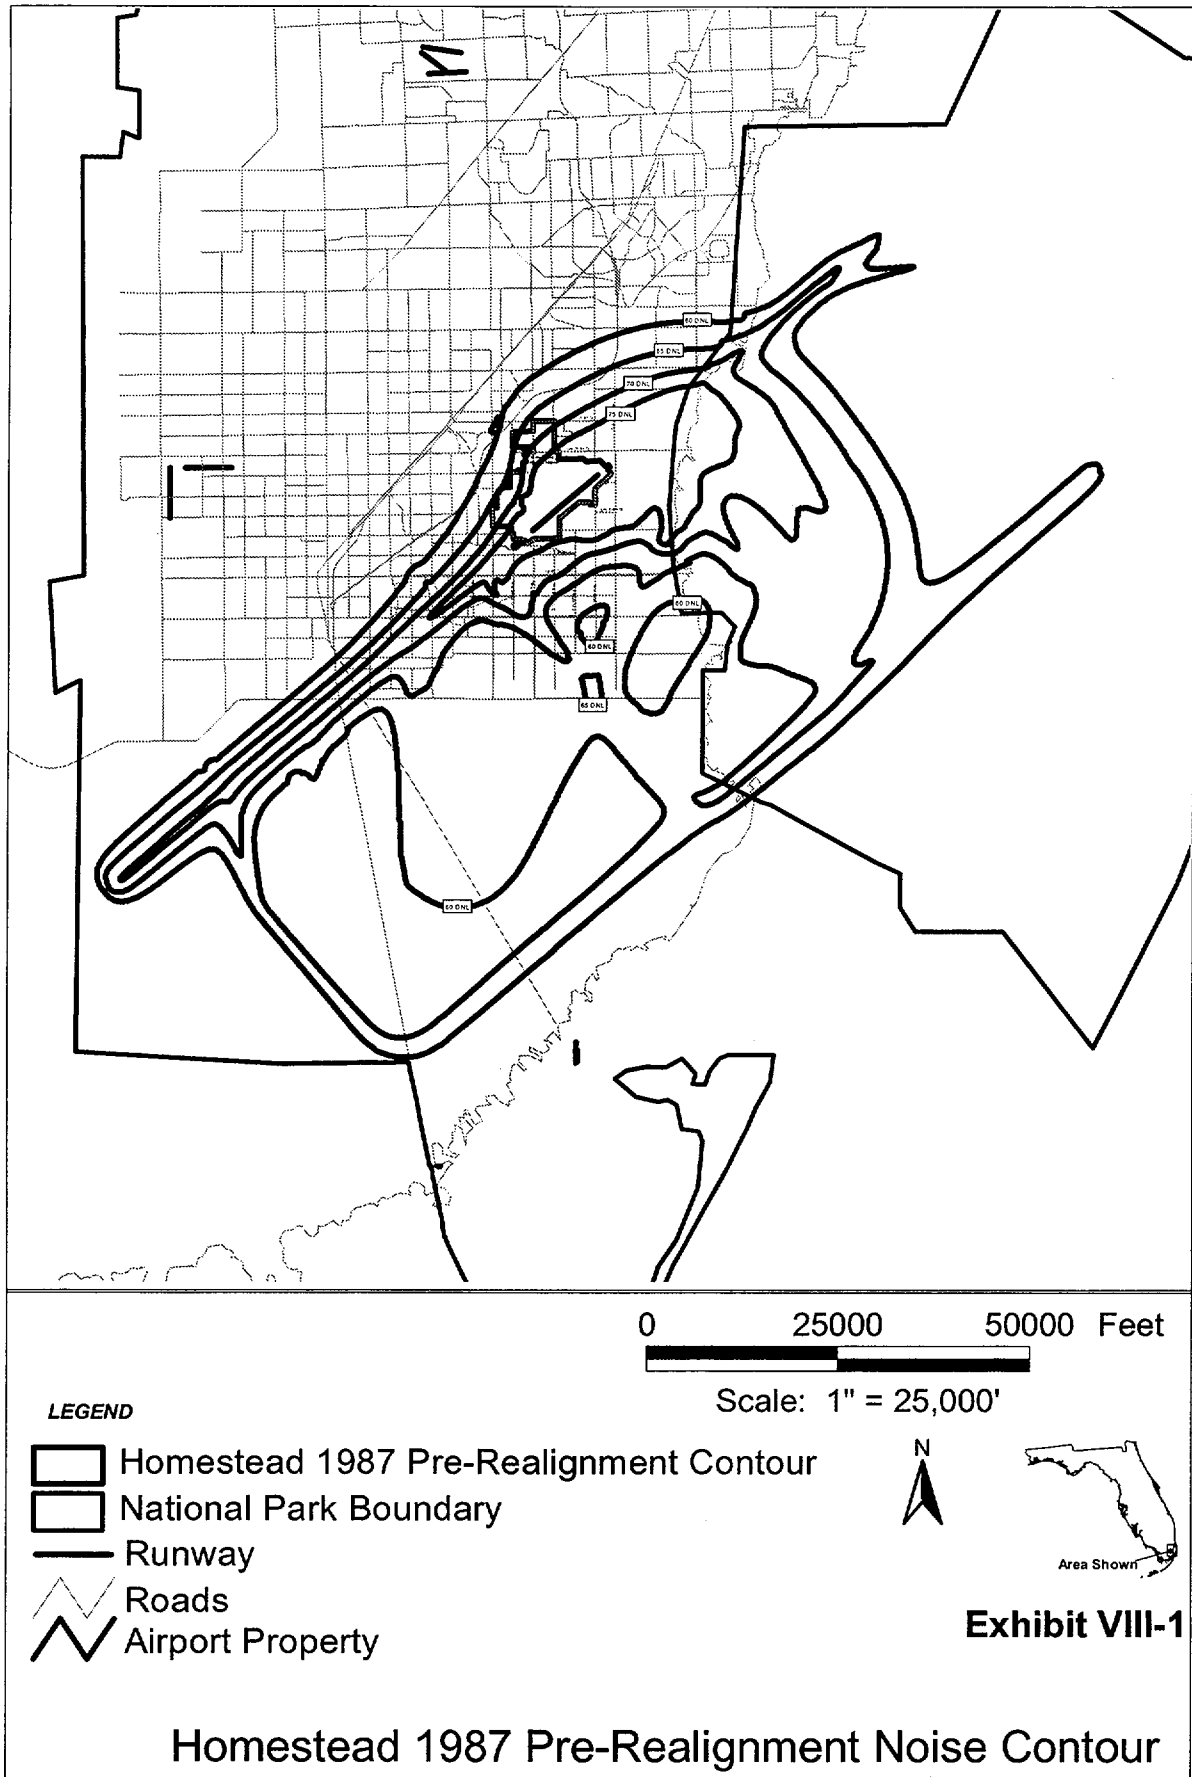 60 DNL
65 DNL
70 DNL
75 DNL
60 DNL
60 DNL
65 DNL
60 DNL
0 25000 50000 Feet
Scale: 1" = 25,000'
LEGEND
Homestead 1987 Pre-Realignment Contour
National Park Boundary
Runway
Roads
Airport Property
N
Area Shown
Exhibit VIII-1
Homestead 1987 Pre-Realignment Noise Contour